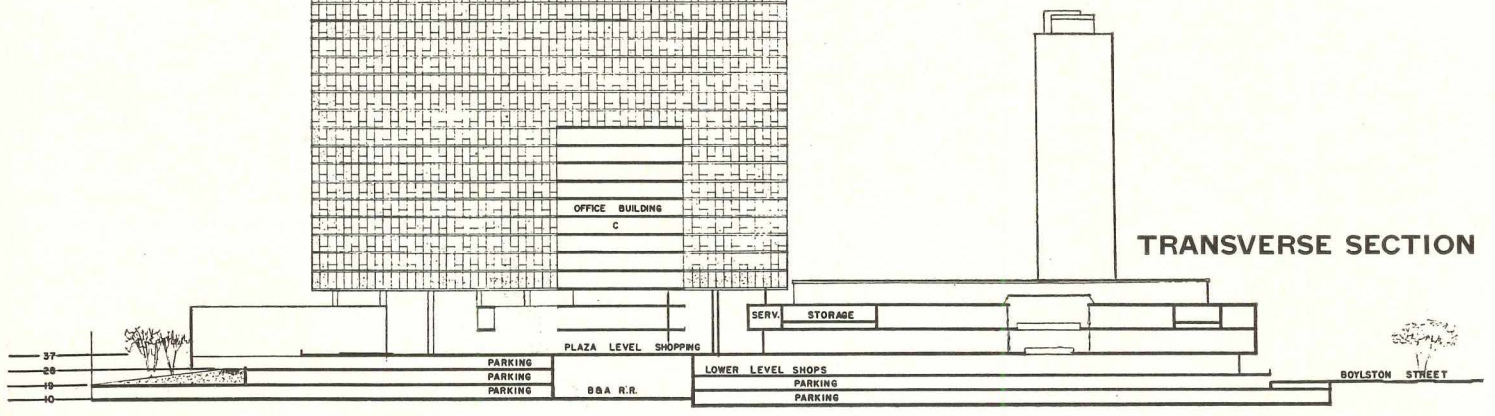 OFFICE BUILDING
C
TRANSVERSE SECTION
SERV.
STORAGE
PLAZA LEVEL SHOPPING
37
28
19
10
PARKING
PARKING
PARKING
B&A R.R.
LOWER LEVEL SHOPS
PARKING
PARKING
BOYLSTON STREET